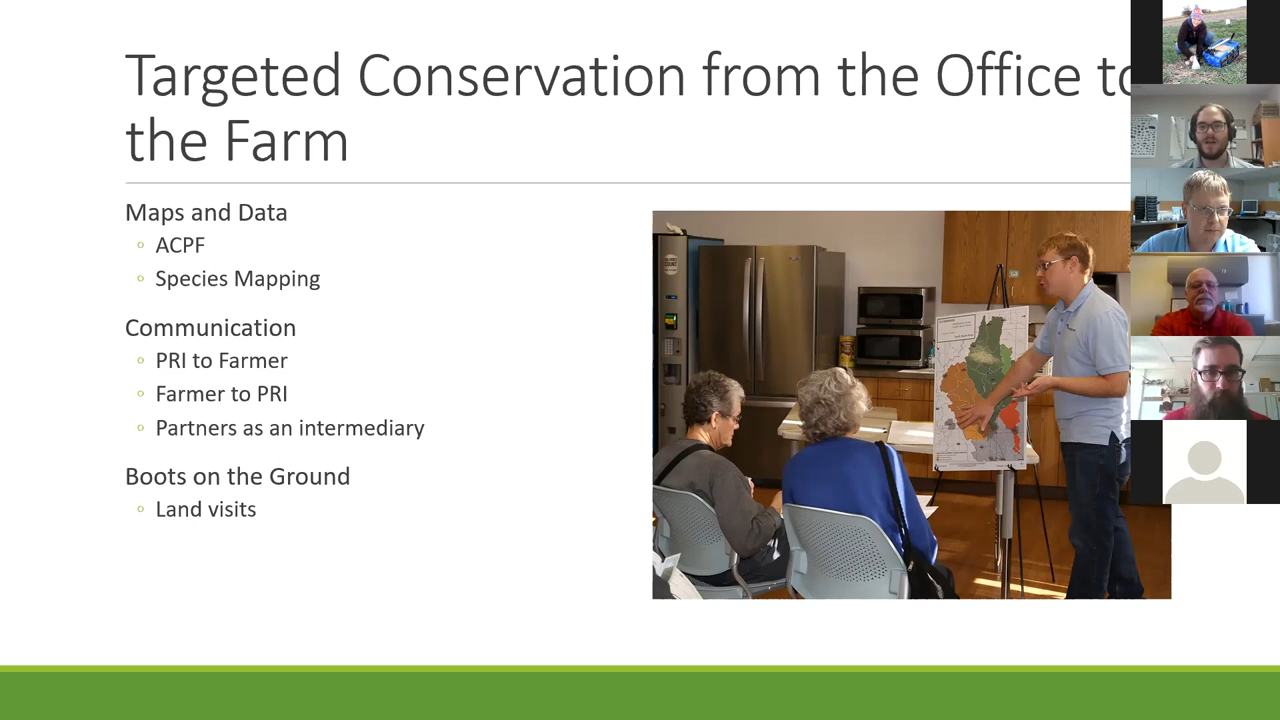 Targeted Conservation from the Office to
the Farm
Maps and Data
ACPF
Species Mapping
Communication
PRI to Farmer
Farmer to PRI
Partners as an intermediary
Boots on the Ground
Land visits